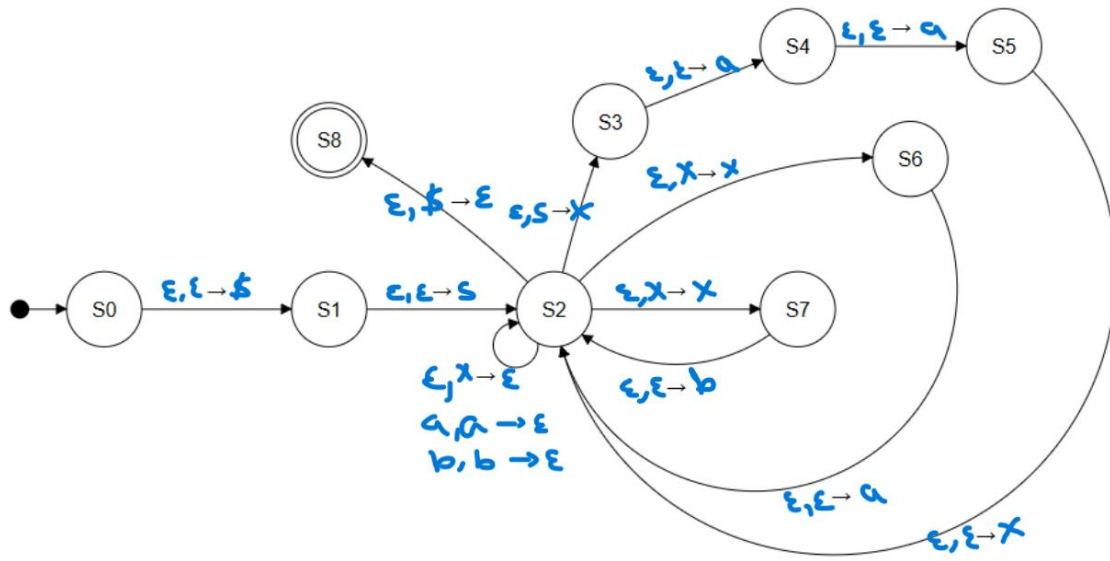 S4
ε,ε→a
S5
ε,ε→a
S3
S8
S6
ε,x→x
ε,$→ε
ε,S→x
S0
ε,ε→$
S1
ε,ε→S
S2
ε,x→x
S7
ε,x→ε
ε,ε→b
a,a→ε
b,b→ε
ε,ε→a
ε,ε→x